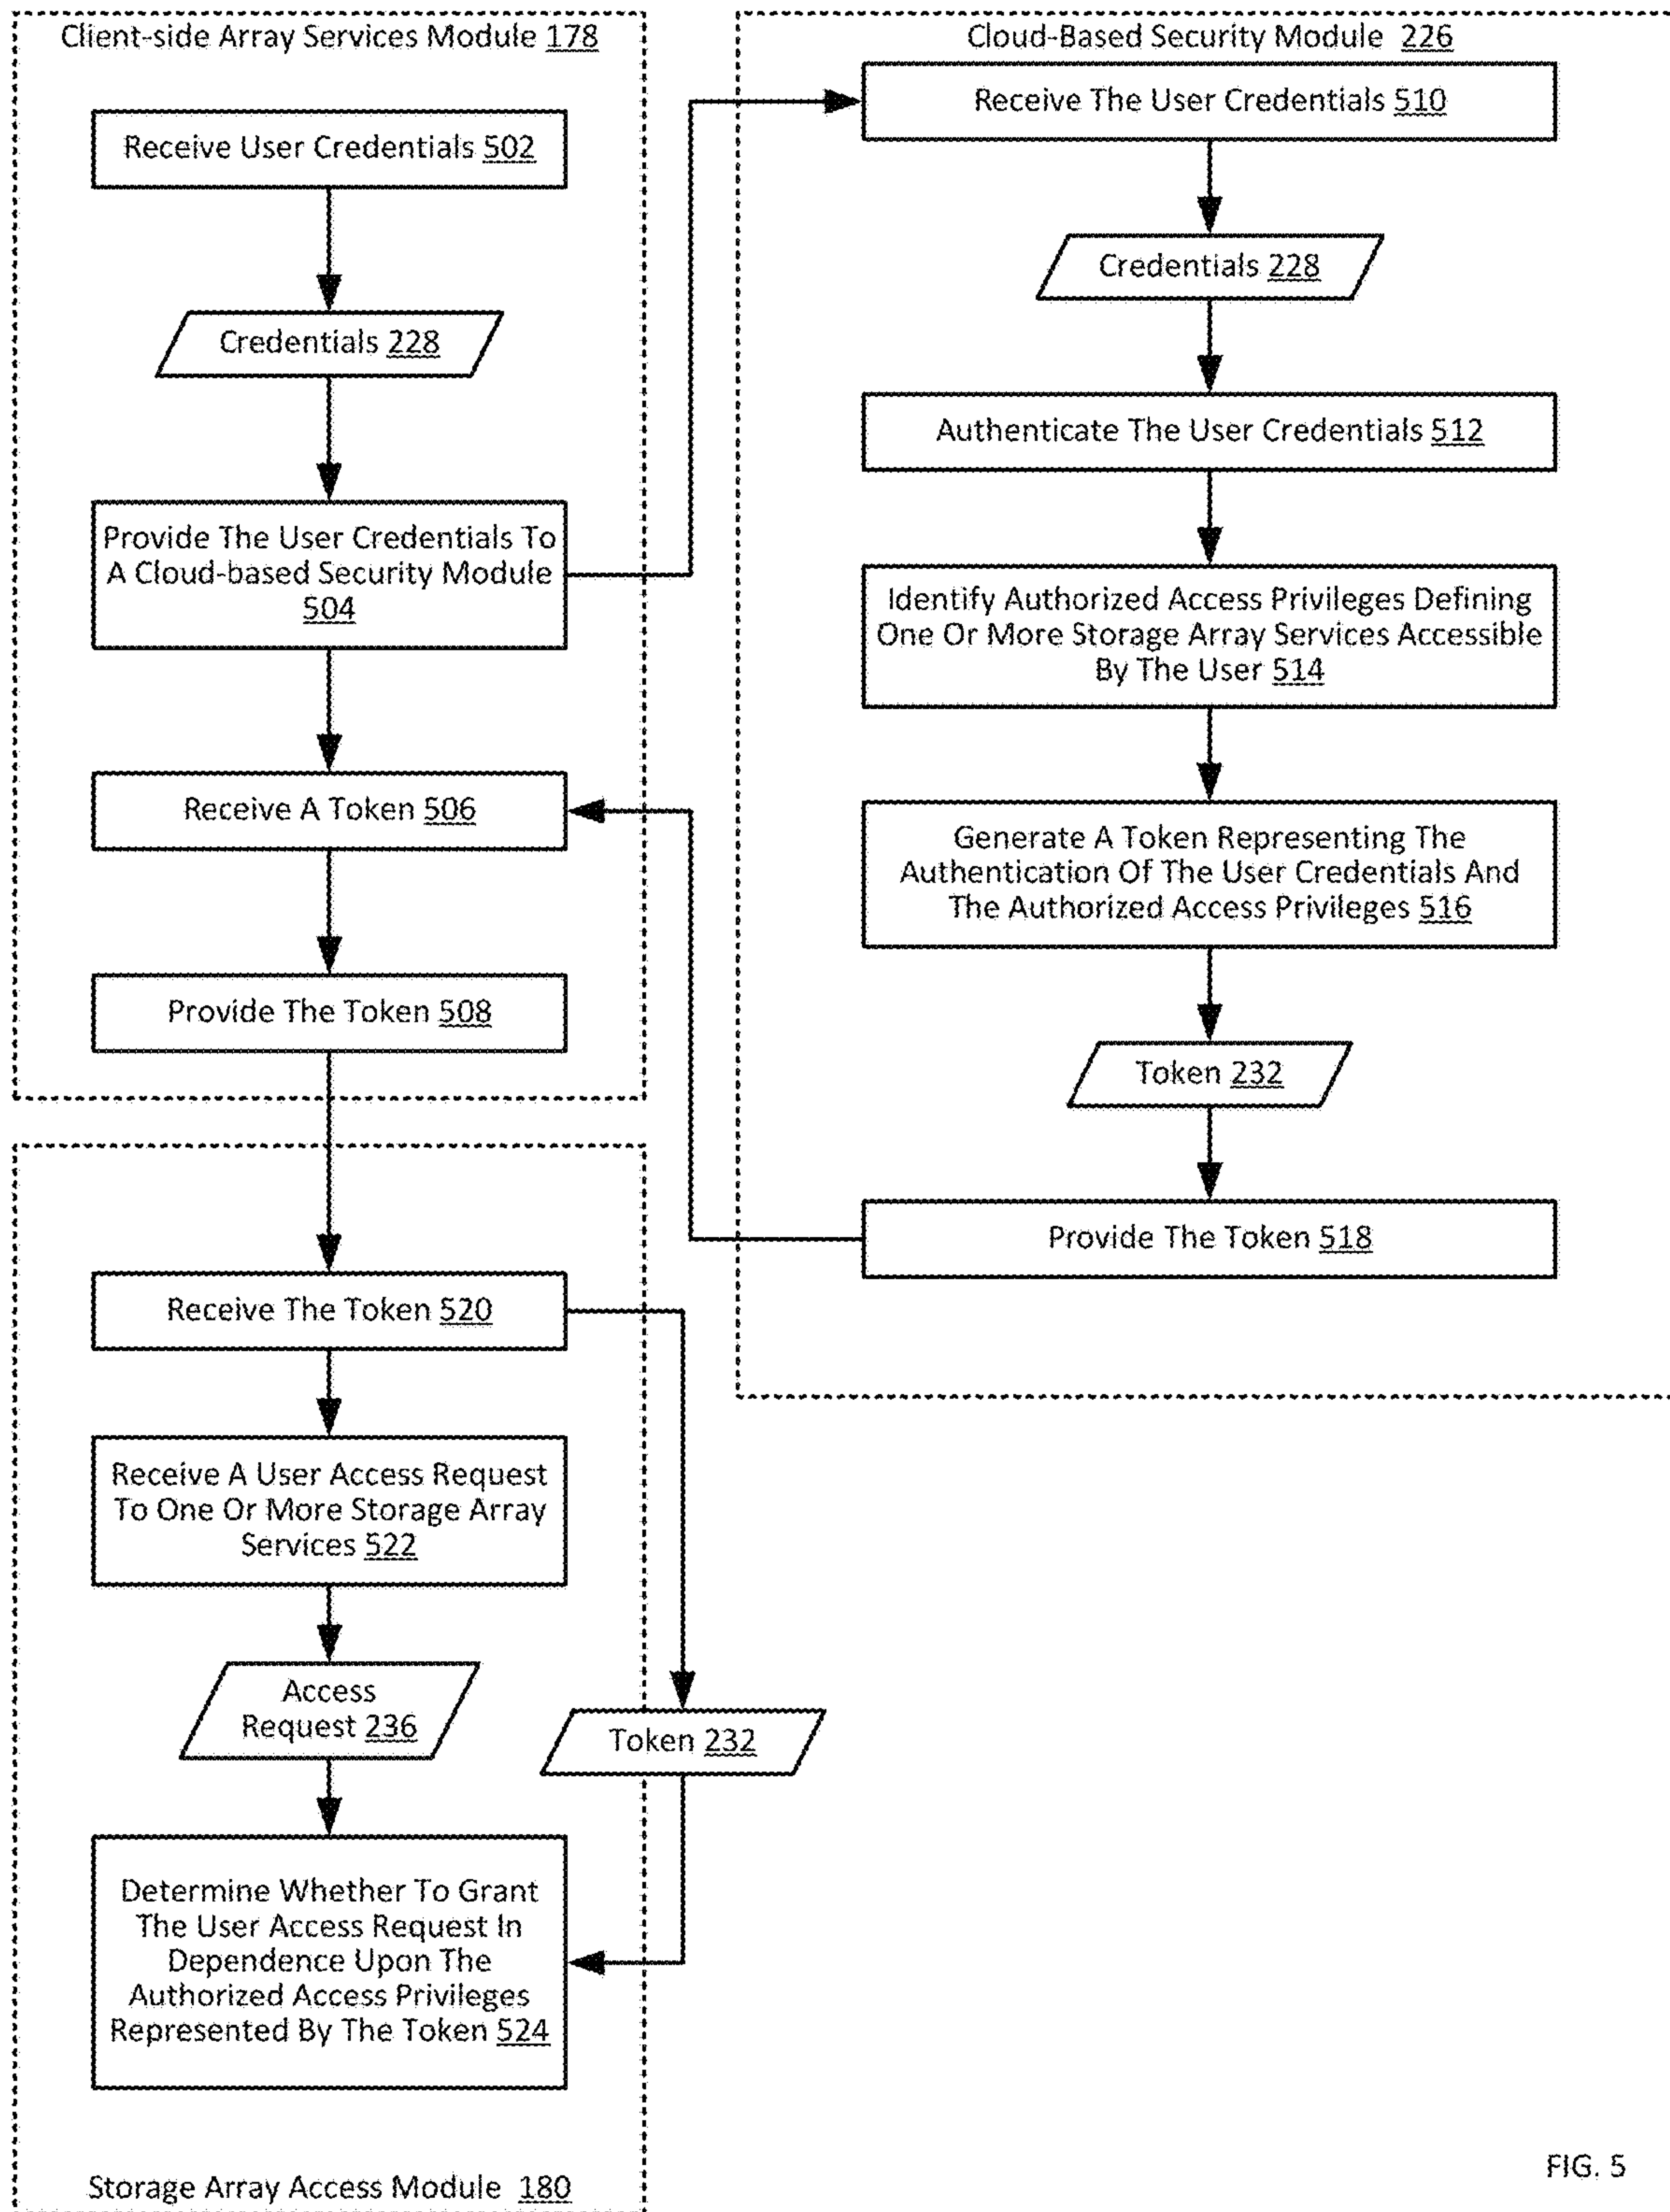 Client-side Array Services Module 178
Receive User Credentials 502
Credentials 228
Provide The User Credentials To
A Cloud-based Security Module
504
Receive A Token 506
Provide The Token 508
Cloud-Based Security Module 226
Receive The User Credentials 510
Credentials 228
Authenticate The User Credentials 512
Identify Authorized Access Privileges Defining
One Or More Storage Array Services Accessible
By The User 514
Generate A Token Representing The
Authentication Of The User Credentials And
The Authorized Access Privileges 516
Token 232
Provide The Token 518
Receive The Token 520
Receive A User Access Request
To One Or More Storage Array
Services 522
Access
Request 236
Token 232
Determine Whether To Grant
The User Access Request In
Dependence Upon The
Authorized Access Privileges
Represented By The Token 524
Storage Array Access Module 180
FIG. 5